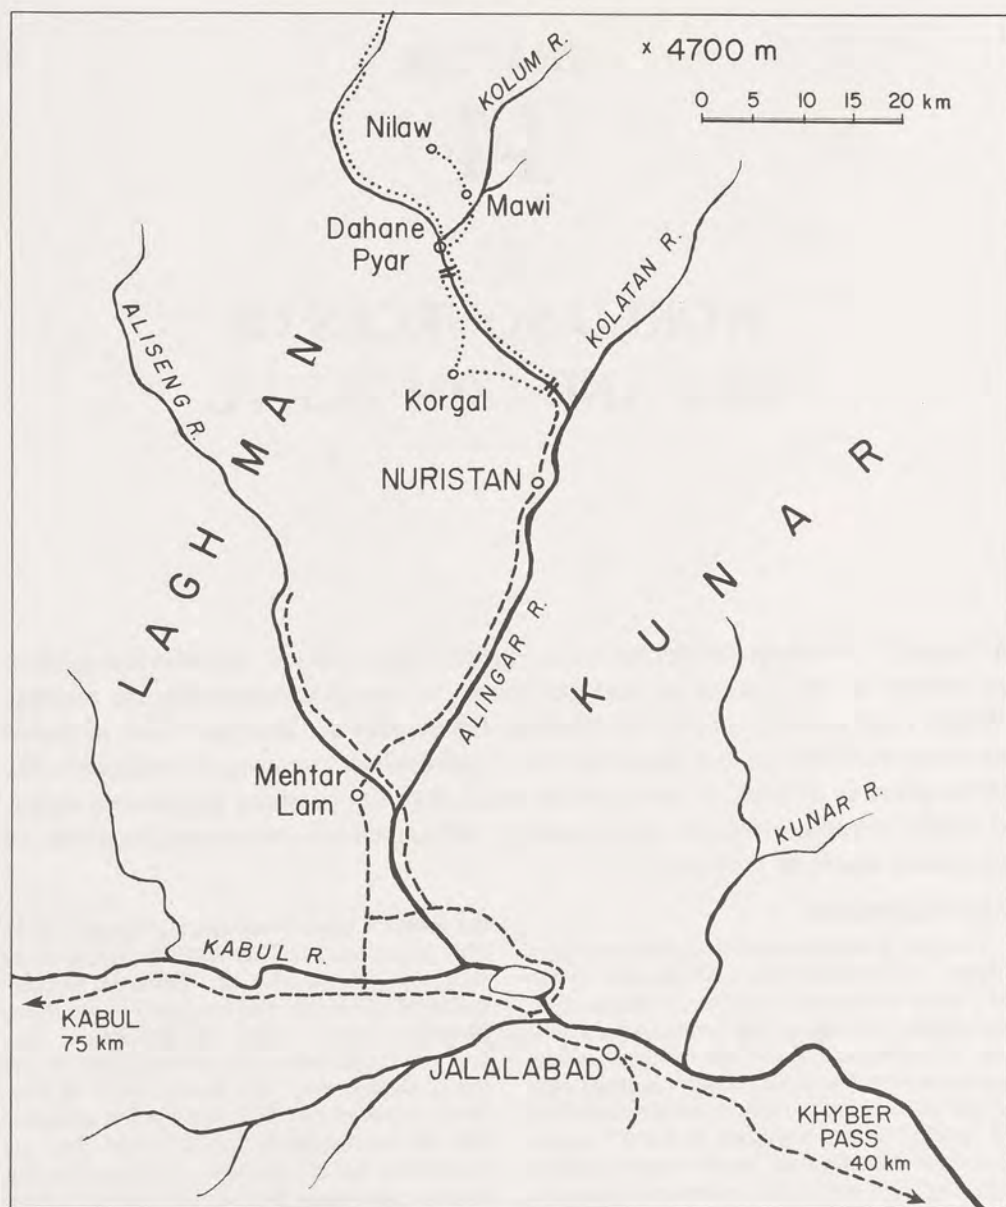 x 4700 m
0 5 10 15 20 km
KOLUM R.
Nilaw
Mawi
Dahane
Pyar
KOLATAN R.
ALISENG R.
Korgal
LAGHMAN
NURISTAN
KUNAR
ALINGAR R.
Mehtar
Lam
KUNAR R.
KABUL R.
KABUL
75 km
JALALABAD
KHYBER
PASS
40 km